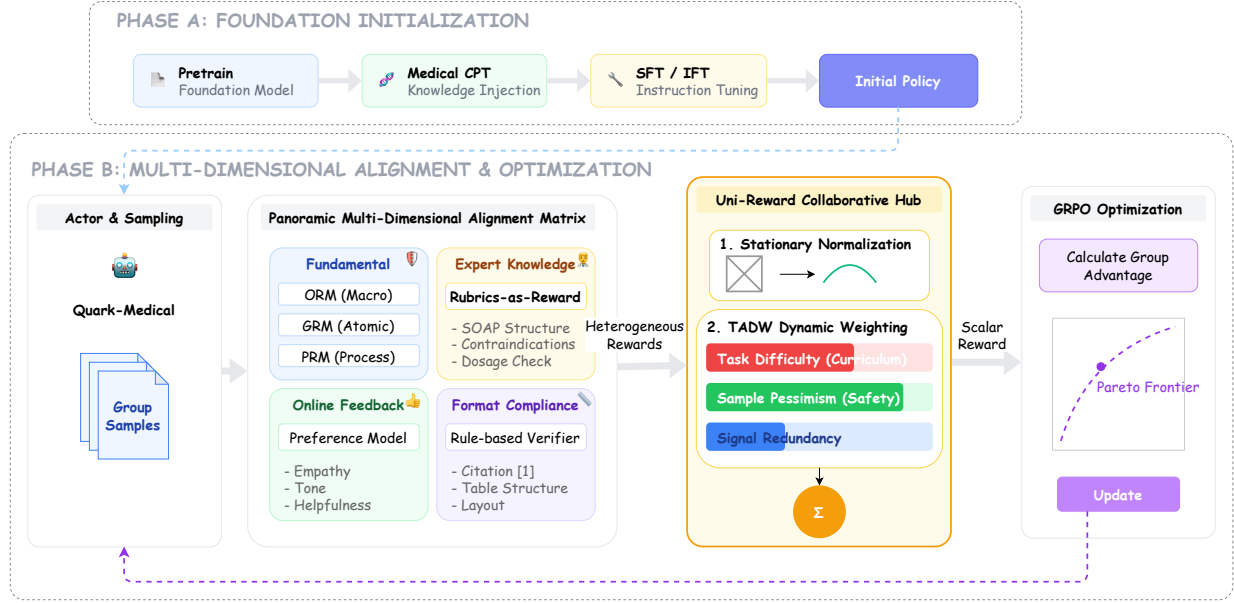 PHASE A: FOUNDATION INITIALIZATION
Pretrain
Foundation Model
Medical CPT
Knowledge Injection
SFT / IFT
Instruction Tuning
Initial Policy
PHASE B: MULTI-DIMENSIONAL ALIGNMENT & OPTIMIZATION
Actor & Sampling
Quark-Medical
Group
Samples
Panoramic Multi-Dimensional Alignment Matrix
Fundamental
ORM (Macro)
GRM (Atomic)
PRM (Process)
Expert Knowledge
Rubrics-as-Reward
- SOAP Structure
- Contraindications
- Dosage Check
Online Feedback
Preference Model
- Empathy
- Tone
- Helpfulness
Format Compliance
Rule-based Verifier
- Citation [1]
- Table Structure
- Layout
Heterogeneous
Rewards
Uni-Reward Collaborative Hub
1. Stationary Normalization
2. TADW Dynamic Weighting
Task Difficulty (Curriculum)
Sample Pessimism (Safety)
Signal Redundancy
Σ
Scalar
Reward
GRPO Optimization
Calculate Group
Advantage
Pareto Frontier
Update